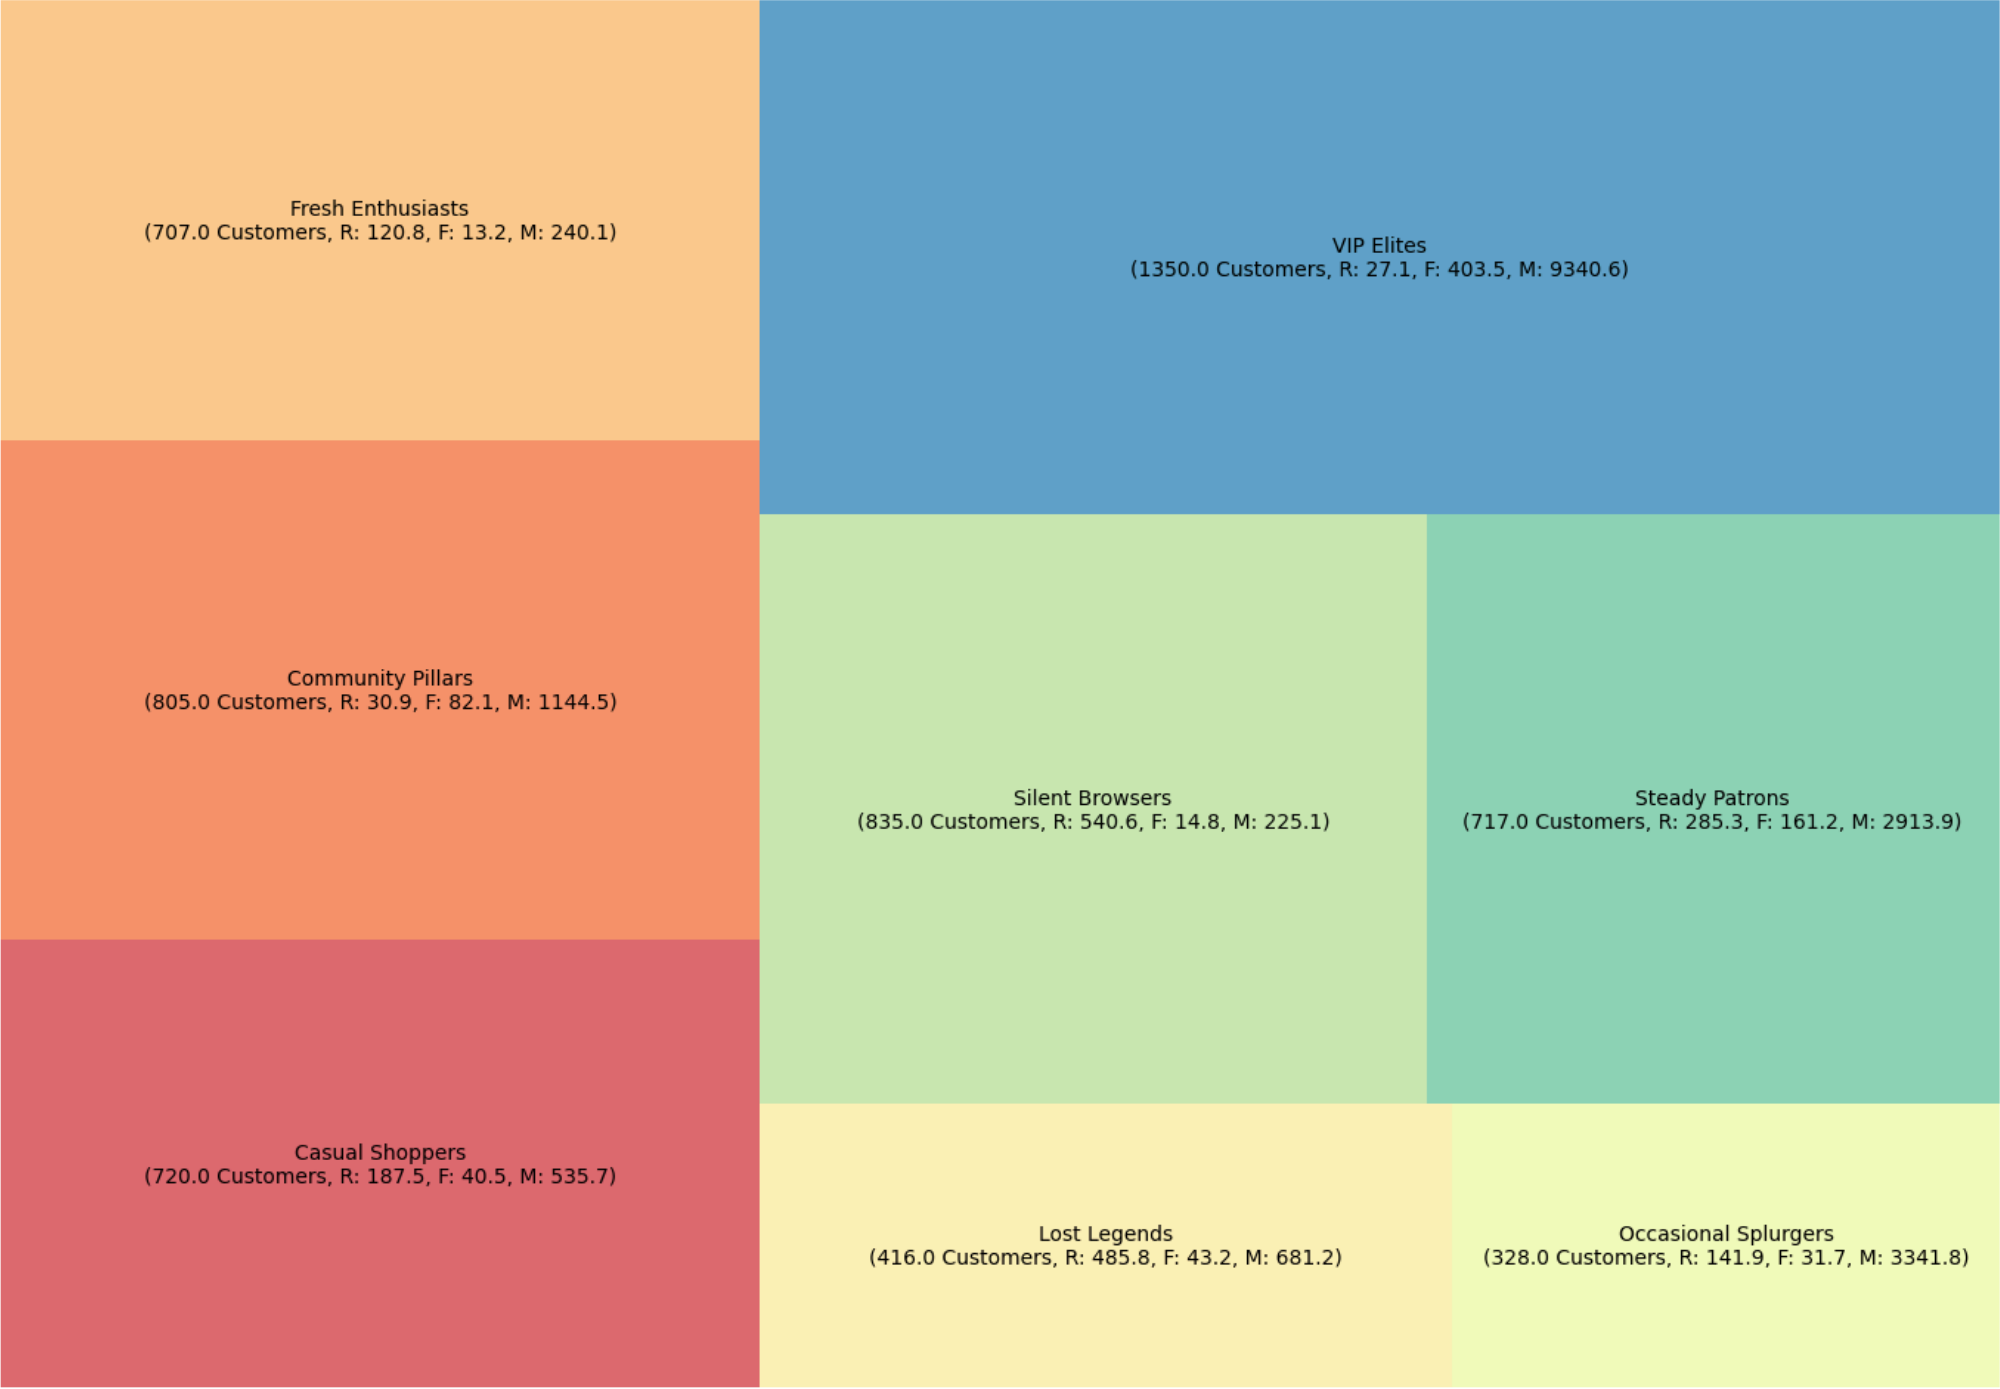 Fresh Enthusiasts
(707.0 Customers, R: 120.8, F: 13.2, M: 240.1)
VIP Elites
(1350.0 Customers, R: 27.1, F: 403.5, M: 9340.6)
Community Pillars
(805.0 Customers, R: 30.9, F: 82.1, M: 1144.5)
Silent Browsers
(835.0 Customers, R: 540.6, F: 14.8, M: 225.1)
Steady Patrons
(717.0 Customers, R: 285.3, F: 161.2, M: 2913.9)
Casual Shoppers
(720.0 Customers, R: 187.5, F: 40.5, M: 535.7)
Lost Legends
(416.0 Customers, R: 485.8, F: 43.2, M: 681.2)
Occasional Splurgers
(328.0 Customers, R: 141.9, F: 31.7, M: 3341.8)